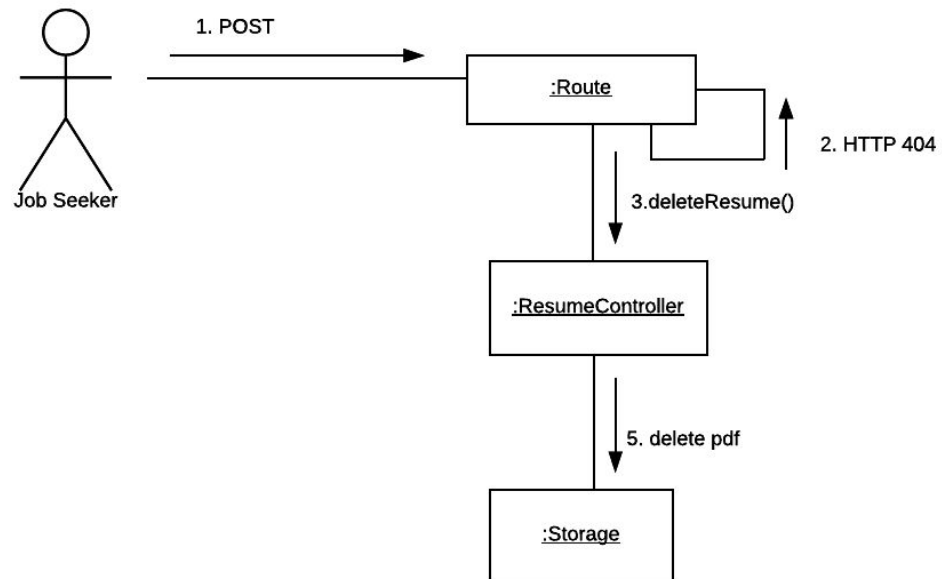 1. POST
:Route
2. HTTP 404
Job Seeker
3.deleteResume()
:ResumeController
5. delete pdf
:Storage